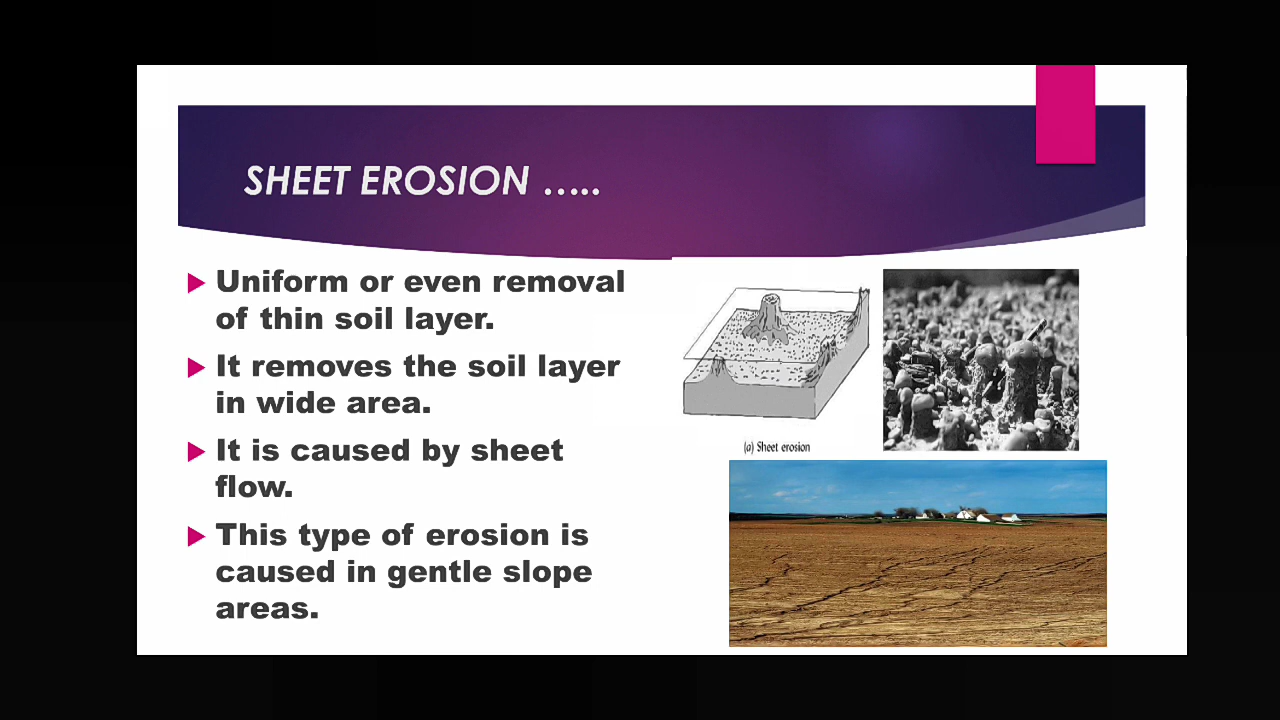 SHEET EROSION .....
Uniform or even removal
of thin soil layer.
It removes the soil layer
in wide area.
It is caused by sheet
flow.
This type of erosion is
caused in gentle slope
areas.
(a) Sheet erosion